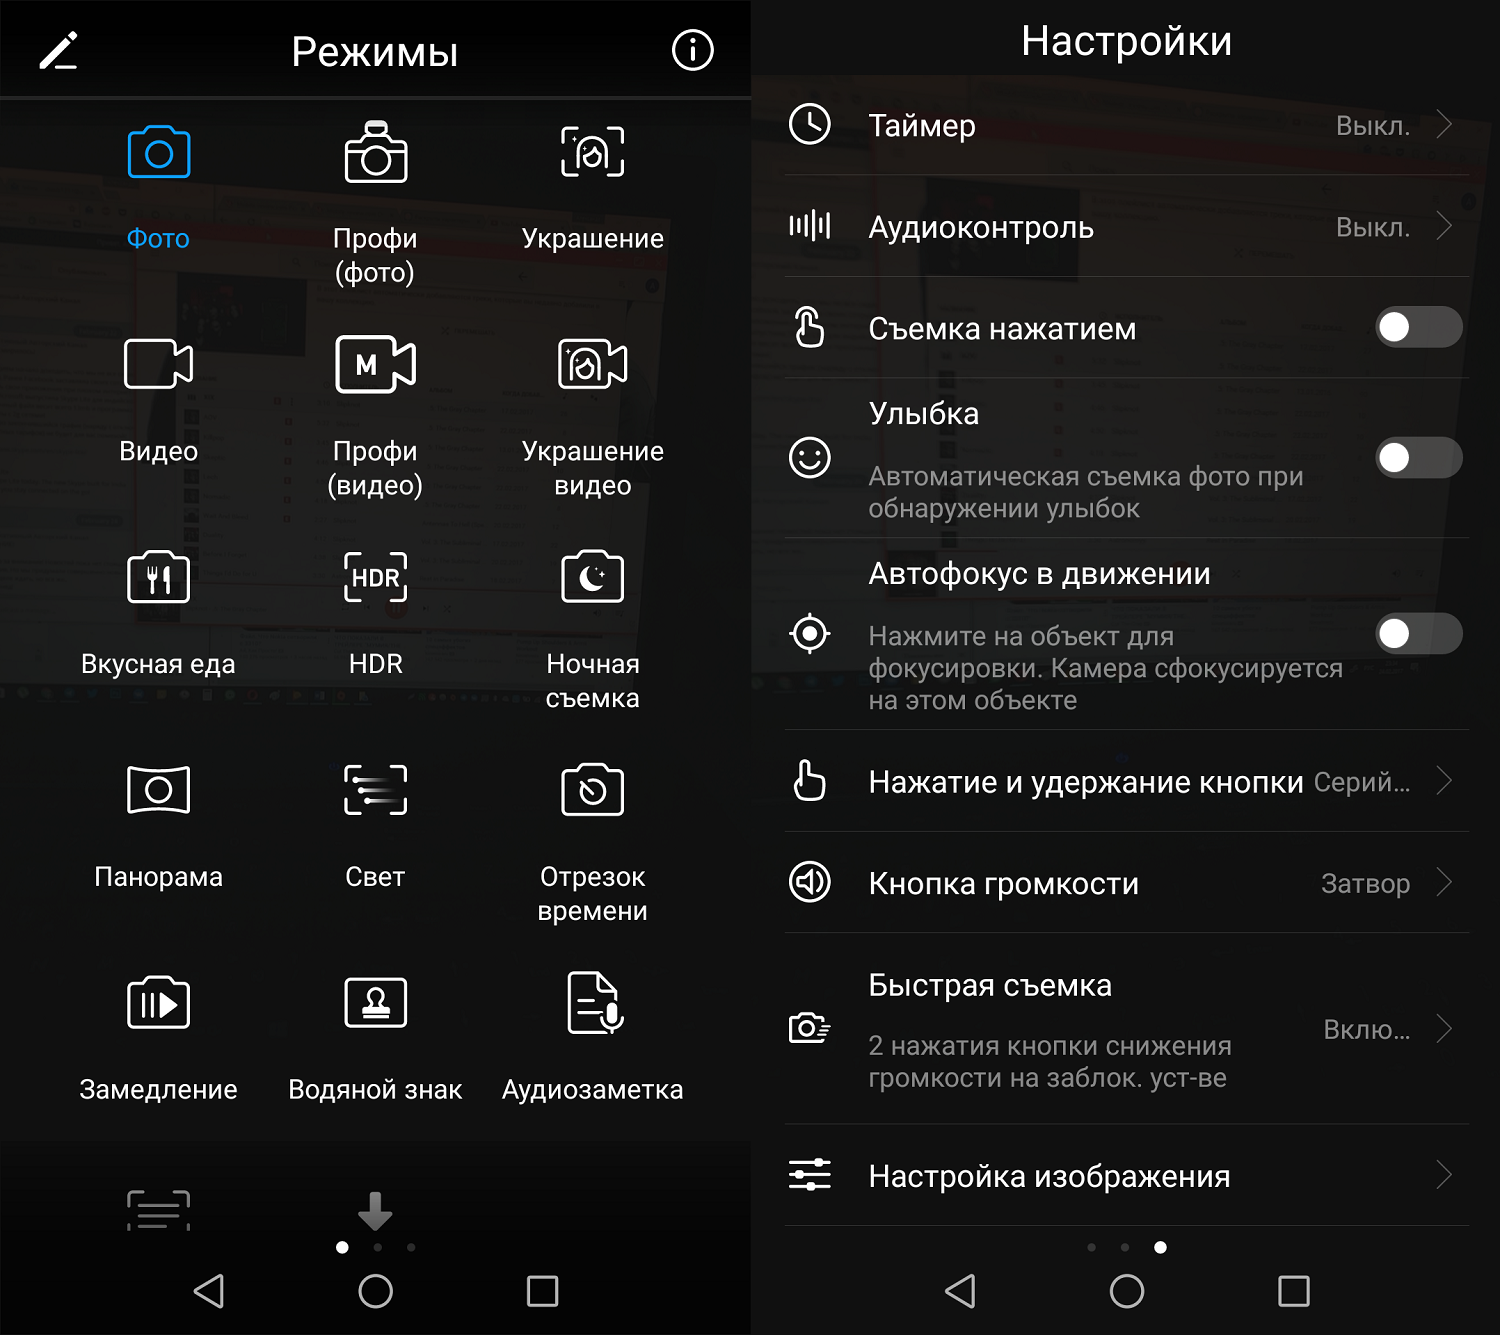 Режимы
Фото
Профи
(фото)
Украшение
Видео
M
Профи
(видео)
Украшение
видео
Вкусная еда
HDR
HDR
Ночная
съемка
Панорама
Свет
Отрезок
времени
Замедление
Водяной знак
Аудиозаметка
Настройки
Таймер Выкл.
Аудиоконтроль Выкл.
Съемка нажатием
Улыбка
Автоматическая съемка фото при
обнаружении улыбок
Автофокус в движении
Нажмите на объект для
фокусировки. Камера сфокусируется
на этом объекте
Нажатие и удержание кнопки Серий...
Кнопка громкости Затвор
Быстрая съемка
Вклю...
2 нажатия кнопки снижения
громкости на заблок. уст-ве
Настройка изображения